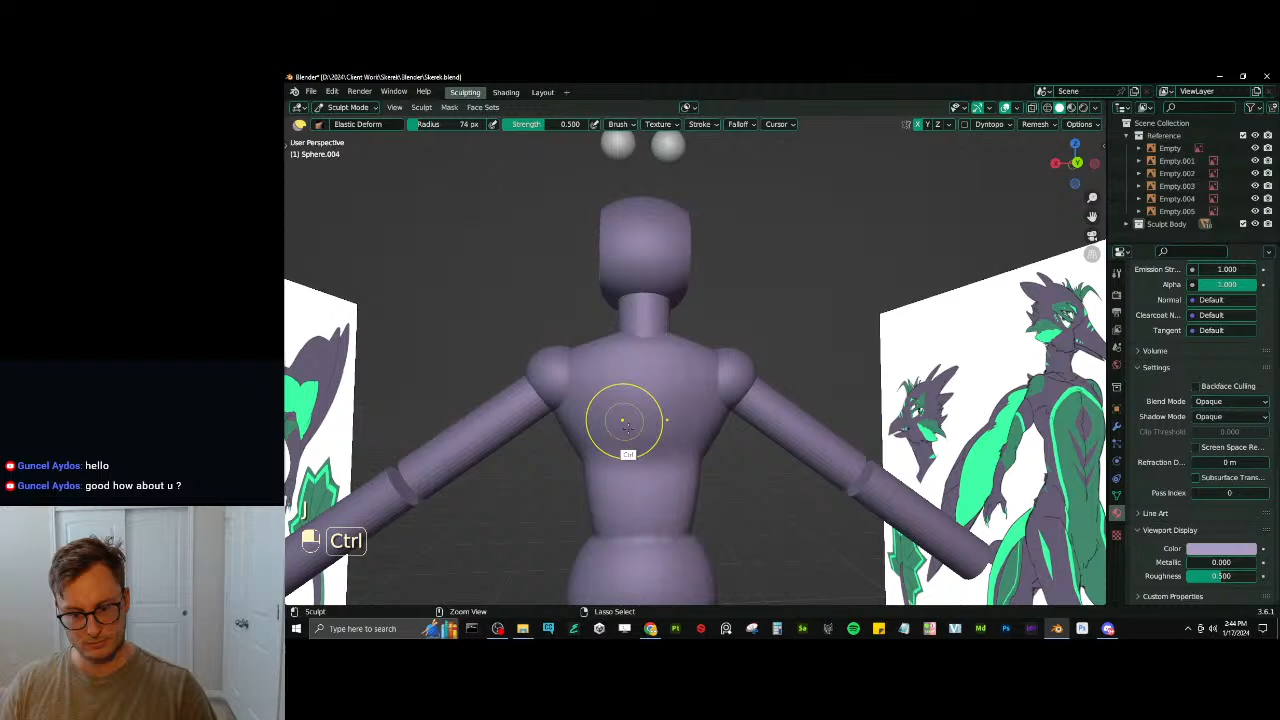 Blender* [D:\2024\Client Work\Skerek\Blender\Skerek.blend]
File Edit Render Window Help Sculpting Shading Layout + Scene ViewLayer
Sculpt Mode View Sculpt Mask Face Sets
Elastic Deform Radius 74 px Strength 0.500 Brush Texture Stroke Falloff Cursor X Y Z Dyntopo Remesh Options
User Perspective
(1) Sphere.004
Scene Collection
Reference
Empty
Empty.001
Empty.002
Empty.003
Empty.004
Empty.005
Sculpt Body
Emission Str... 1.000
Alpha 1.000
Normal Default
Clearcoat N... Default
Tangent Default
Volume
Settings
Backface Culling
Blend Mode Opaque
Shadow Mode Opaque
Clip Threshold 0.000
Screen Space Re...
Refraction D... 0 m
Subsurface Trans...
Pass Index 0
Line Art
Viewport Display
Color
Metallic 0.000
Roughness 0.500
Custom Properties
Ctrl
Guncel Aydos: hello
Guncel Aydos: good how about u ?
J
Ctrl
Sculpt Zoom View Lasso Select 3.6.1
Type here to search
2:44 PM
1/17/2024